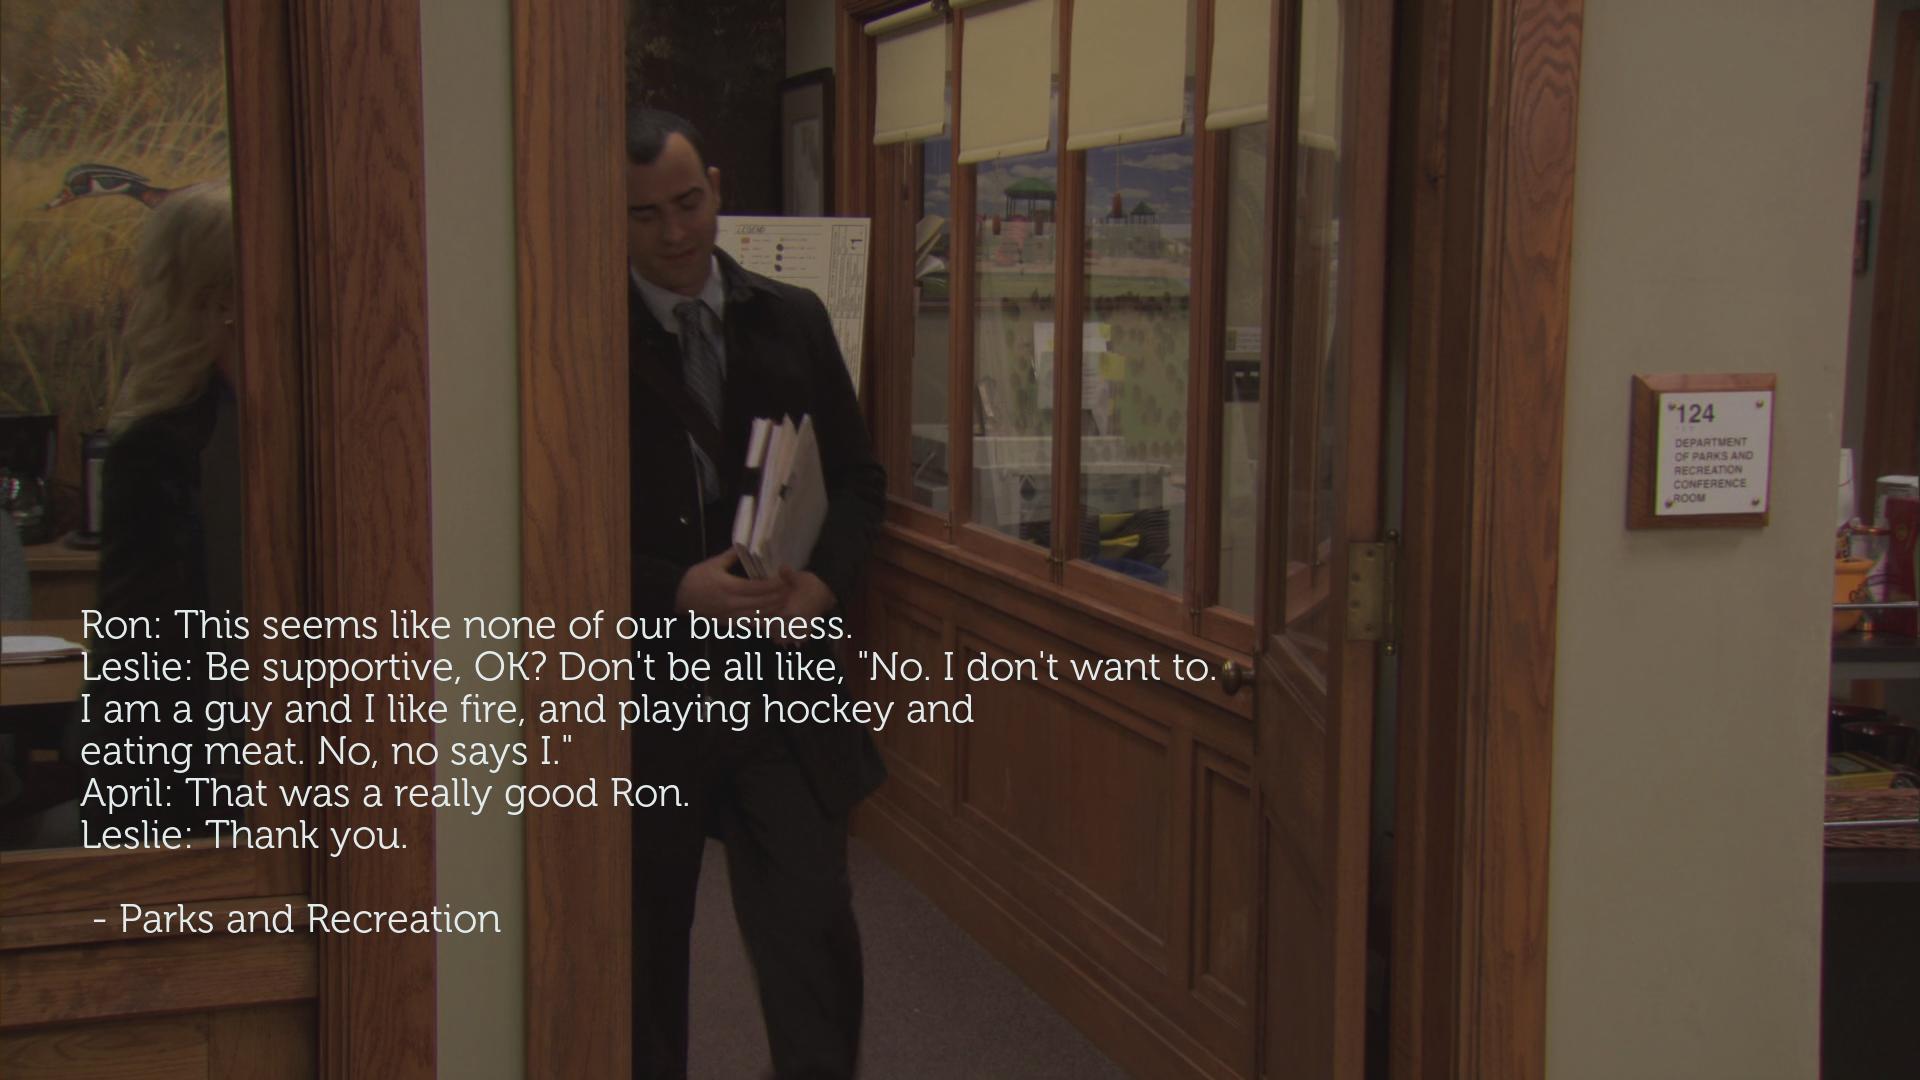 LEGEND
124
DEPARTMENT
OF PARKS AND
RECREATION
CONFERENCE
ROOM
Ron: This seems like none of our business.
Leslie: Be supportive, OK? Don't be all like, "No. I don't want to.
I am a guy and I like fire, and playing hockey and
eating meat. No, no says I."
April: That was a really good Ron.
Leslie: Thank you.
- Parks and Recreation